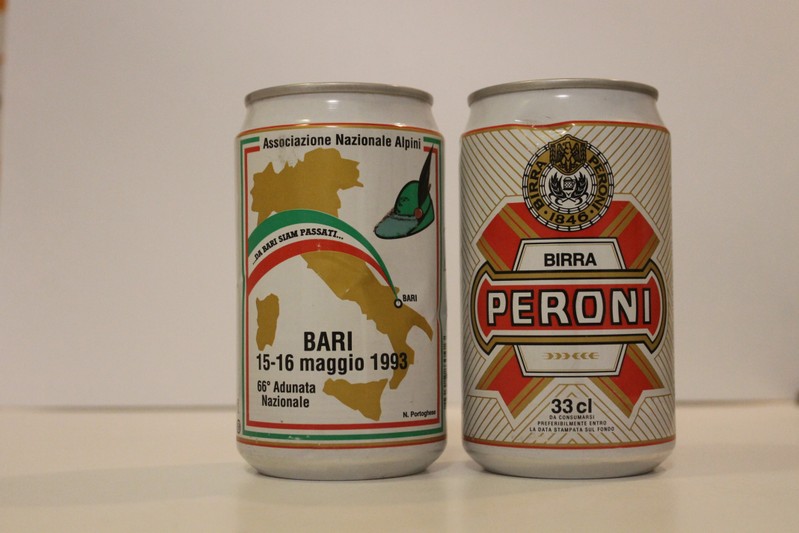 Associazione Nazionale Alpini
...DA BARI SIAM PASSATI...
BARI
BARI
15-16 maggio 1993
66° Adunata
Nazionale
N. Portoghese
BIRRA PERONI
·1846·
BIRRA
PERONI
33 cl
DA CONSUMARSI
PREFERIBILMENTE ENTRO
LA DATA STAMPATA SUL FONDO